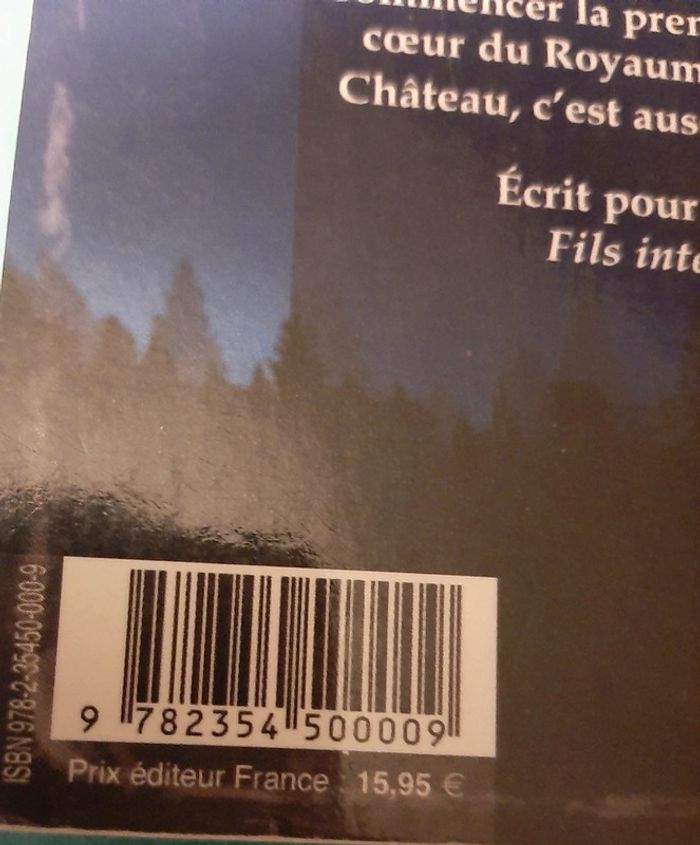 commencer la
cœur du
Château, c'est
Écrit pour
Fils
ISBN 978-2-35450-000-9
9 782354 500009
Prix éditeur France : 15,95 €